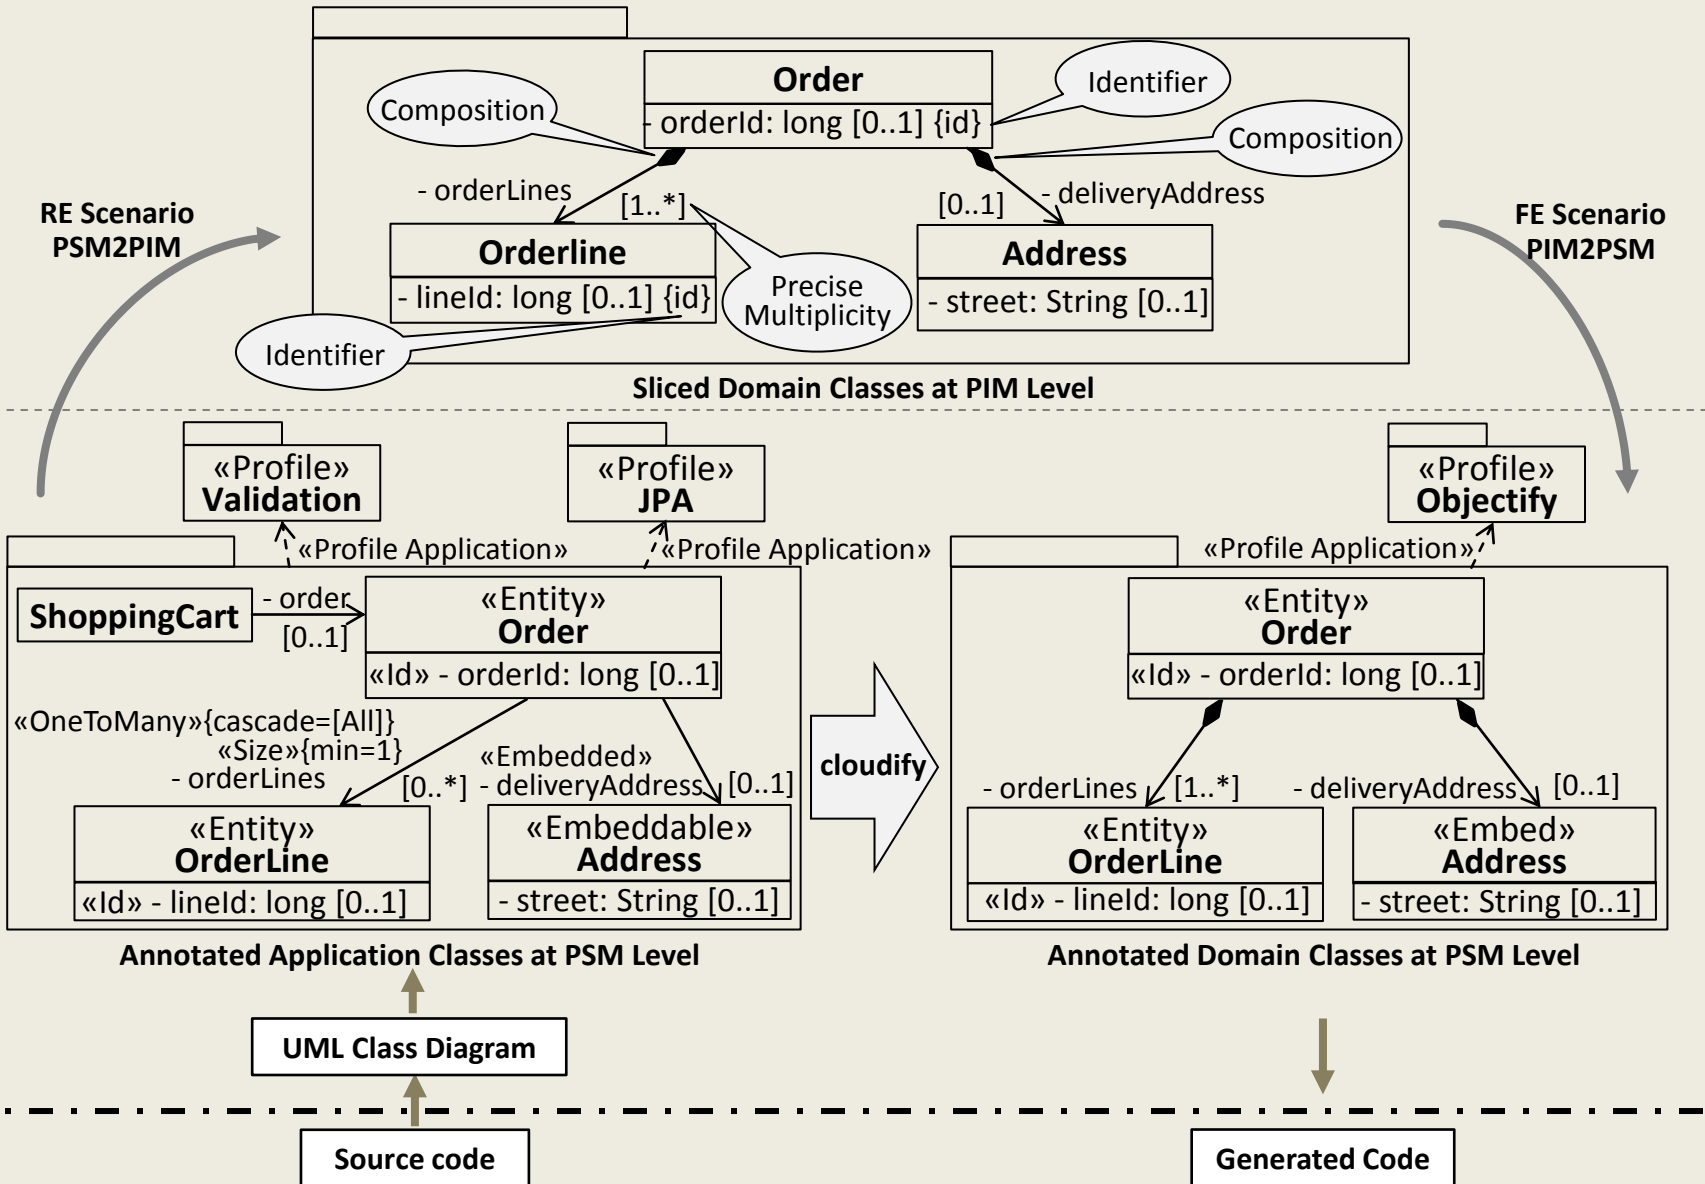 Order
- orderId: long [0..1] {id}
Composition
Identifier
Composition
- orderLines
[1..*]
[0..1]
- deliveryAddress
Orderline
- lineId: long [0..1] {id}
Address
- street: String [0..1]
Precise
Multiplicity
Identifier
RE Scenario
PSM2PIM
FE Scenario
PIM2PSM
Sliced Domain Classes at PIM Level
«Profile»
Validation
«Profile»
JPA
«Profile»
Objectify
«Profile Application»
«Profile Application»
«Profile Application»
ShoppingCart
- order
[0..1]
«Entity»
Order
«Id» - orderId: long [0..1]
«OneToMany»{cascade=[All]}
«Size»{min=1}
- orderLines
[0..*]
«Embedded»
- deliveryAddress
[0..1]
«Entity»
OrderLine
«Id» - lineId: long [0..1]
«Embeddable»
Address
- street: String [0..1]
Annotated Application Classes at PSM Level
cloudify
«Entity»
Order
«Id» - orderId: long [0..1]
- orderLines
[1..*]
- deliveryAddress
[0..1]
«Entity»
OrderLine
«Id» - lineId: long [0..1]
«Embed»
Address
- street: String [0..1]
Annotated Domain Classes at PSM Level
UML Class Diagram
Source code
Generated Code